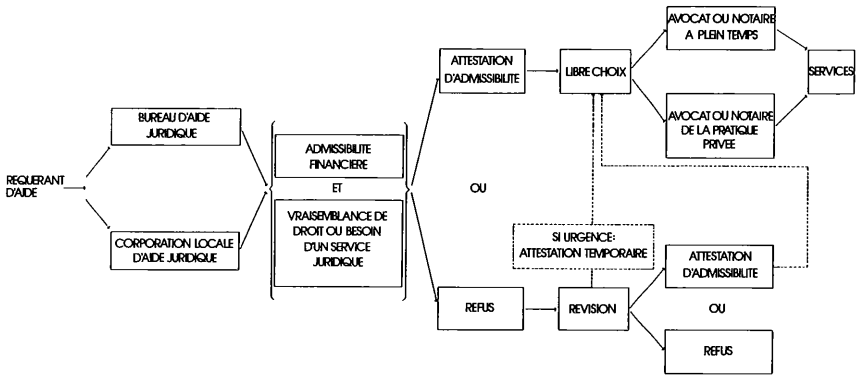 REQUERANT
D'AIDE
BUREAU D'AIDE
JURIDIQUE
CORPORATION LOCALE
D'AIDE JURIDIQUE
ADMISSIBILITE
FINANCIERE
ET
VRAISEMBLANCE DE
DROIT OU BESOIN
D'UN SERVICE
JURIDIQUE
ATTESTATION
D'ADMISSIBILITE
OU
REFUS
LIBRE CHOIX
SI URGENCE:
ATTESTATION TEMPORAIRE
REVISION
AVOCAT OU NOTAIRE
A PLEIN TEMPS
AVOCAT OU NOTAIRE
DE LA PRATIQUE
PRIVEE
SERVICES
ATTESTATION
D'ADMISSIBILITE
OU
REFUS